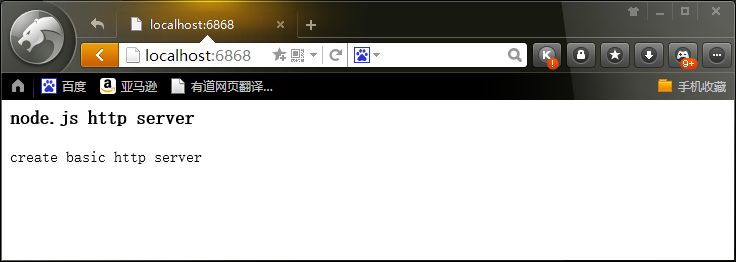 localhost:6868
localhost:6868
K ! 9+
百度 a 亚马逊 有道网页翻译... 手机收藏
node.js http server
create basic http server